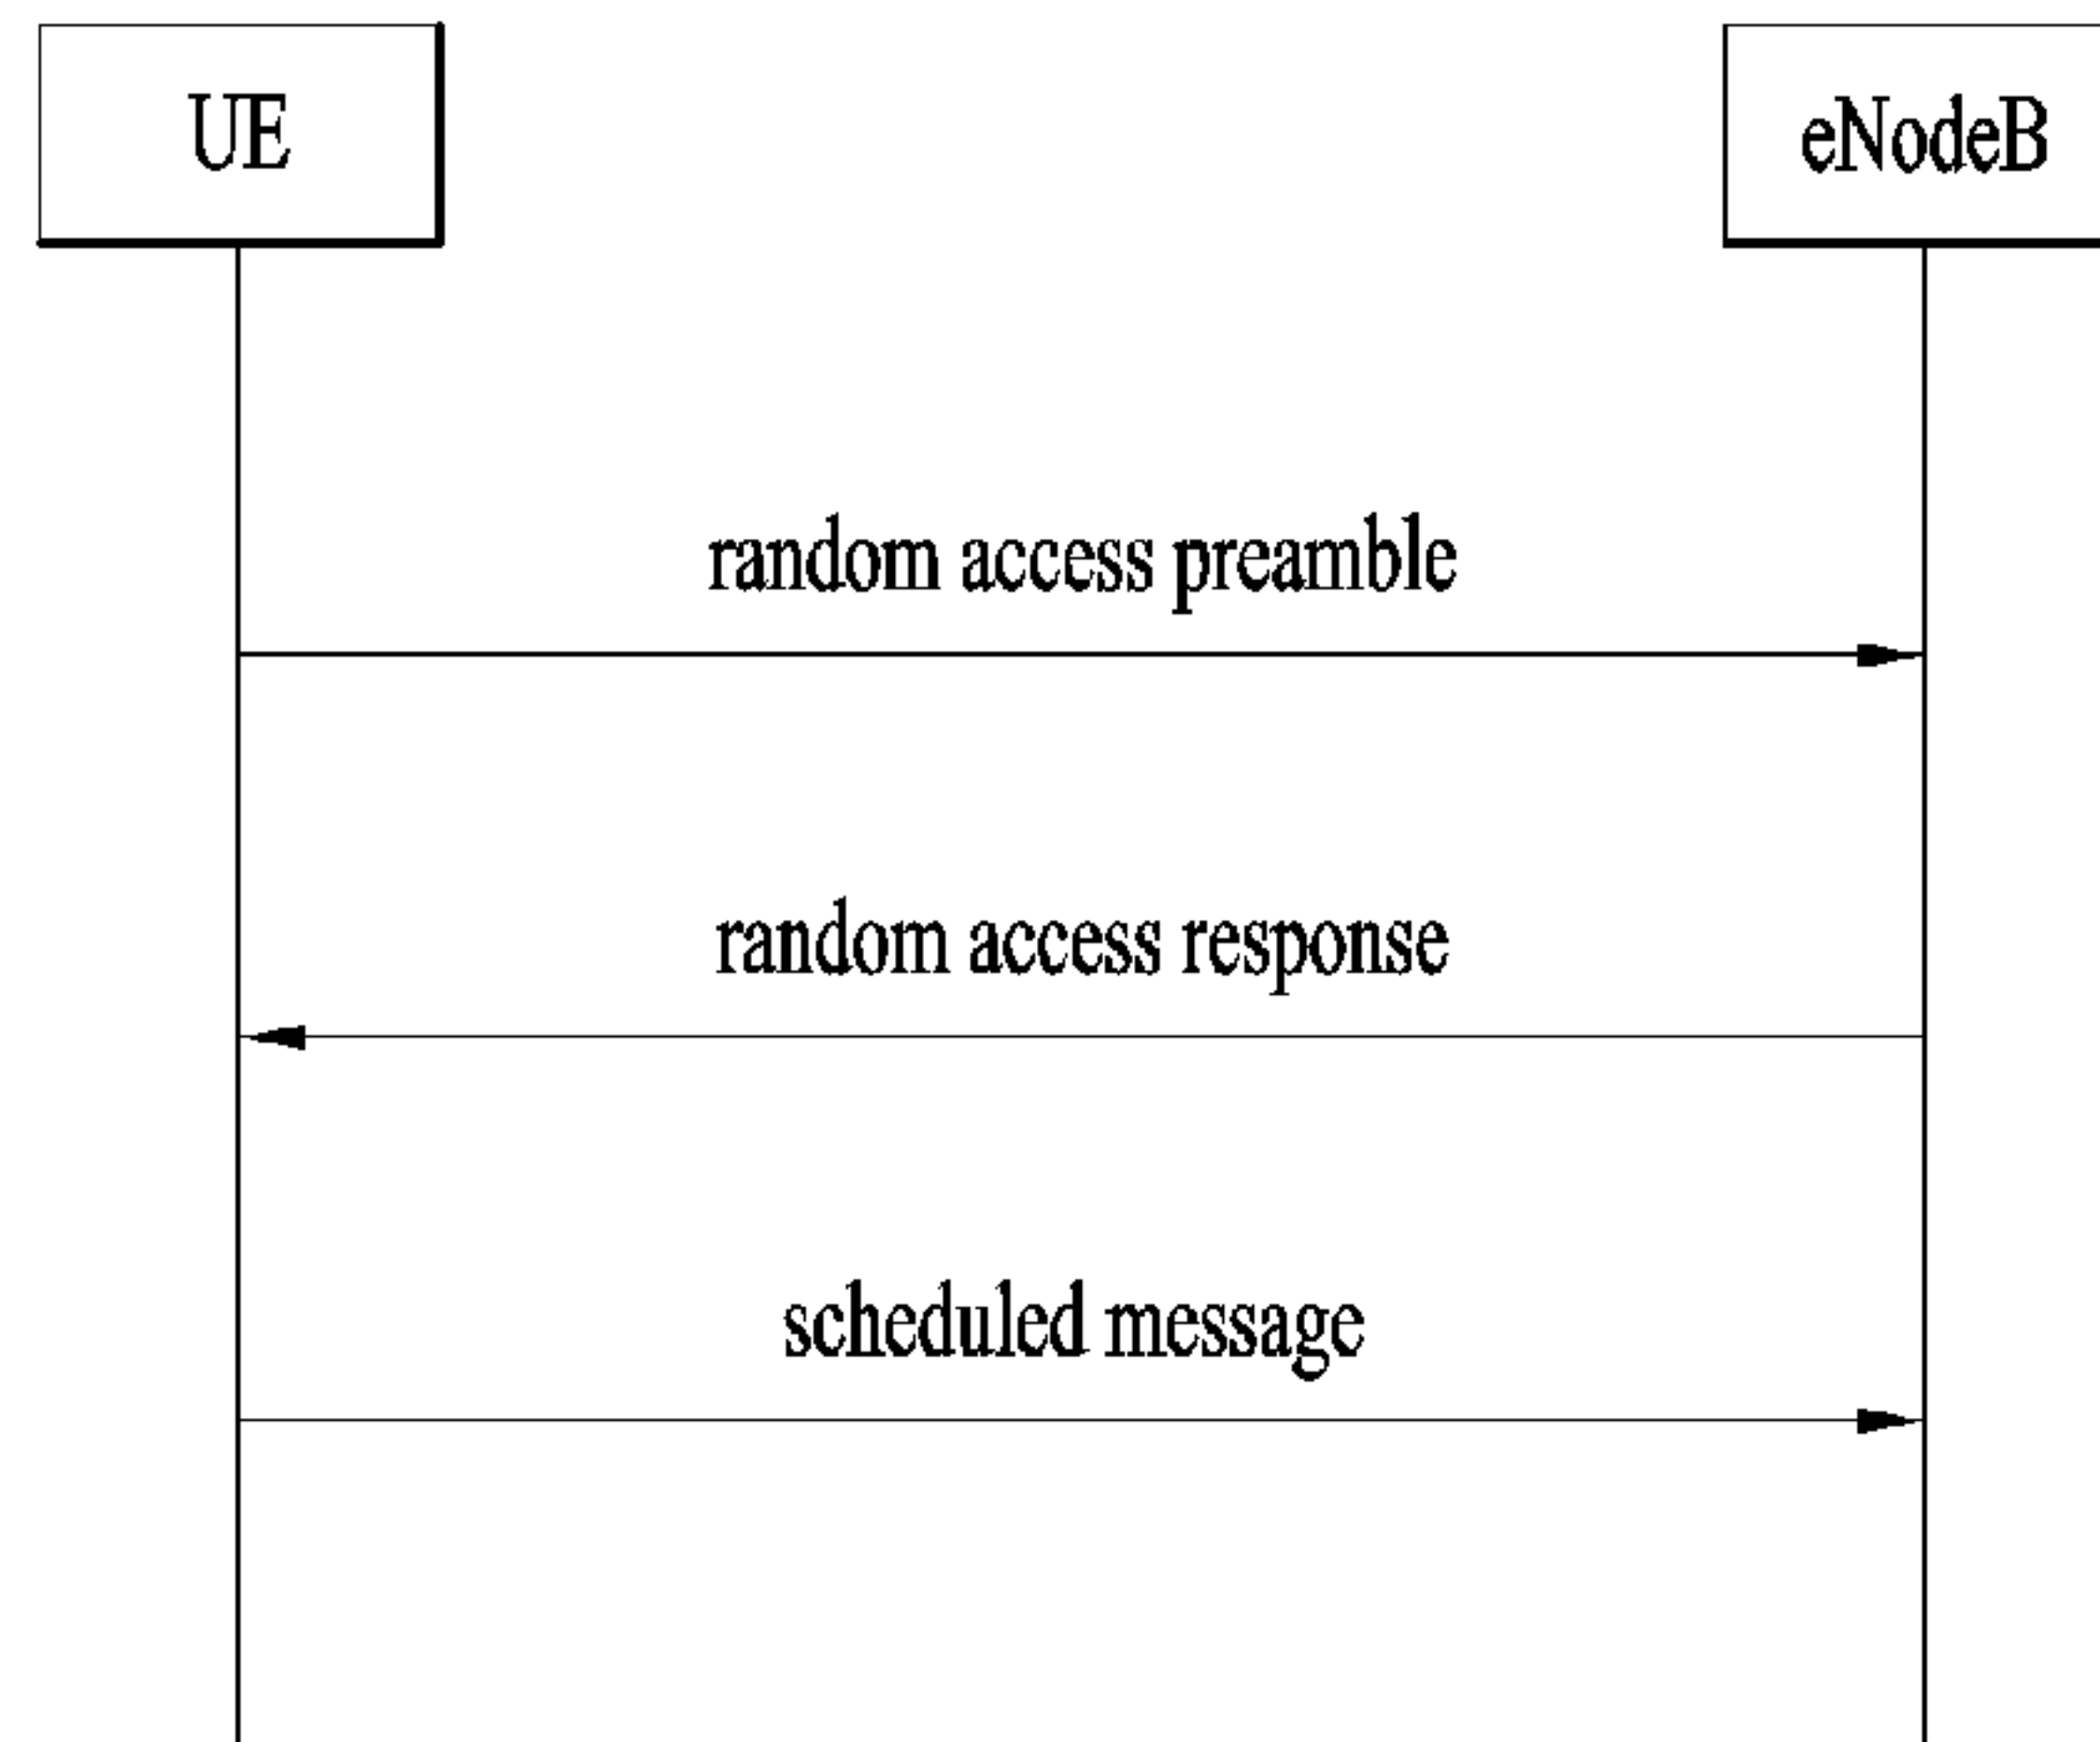 UE
eNodeB
random access preamble
random access response
scheduled message